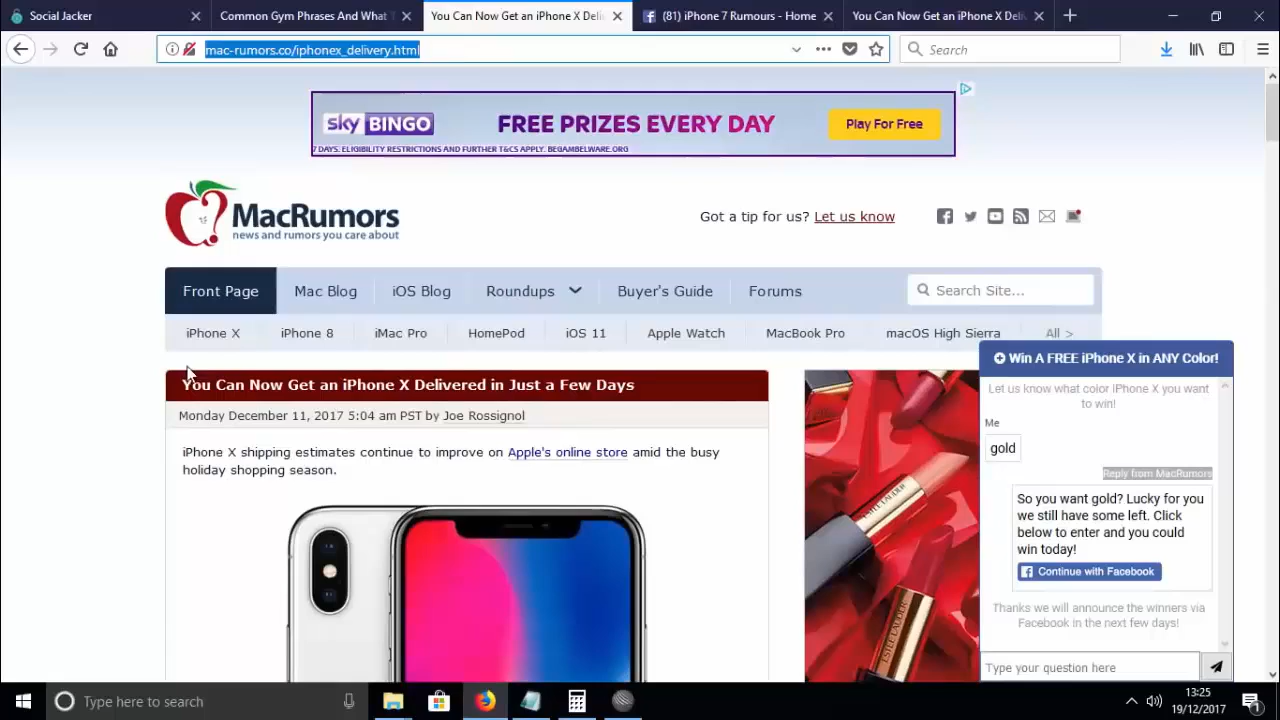 Social Jacker
Common Gym Phrases And What T
You Can Now Get an iPhone X Deliv
(81) iPhone 7 Rumours - Home
You Can Now Get an iPhone X Deliv
mac-rumors.co/iphonex_delivery.html
Search
sky BINGO
FREE PRIZES EVERY DAY
Play For Free
7 DAYS. ELIGIBILITY RESTRICTIONS AND FURTHER T&CS APPLY. BEGAMBLEWARE.ORG
MacRumors
news and rumors you care about
Got a tip for us? Let us know
Front Page
Mac Blog
iOS Blog
Roundups
Buyer's Guide
Forums
Search Site...
iPhone X
iPhone 8
iMac Pro
HomePod
iOS 11
Apple Watch
MacBook Pro
macOS High Sierra
All >
You Can Now Get an iPhone X Delivered in Just a Few Days
Monday December 11, 2017 5:04 am PST by Joe Rossignol
iPhone X shipping estimates continue to improve on Apple's online store amid the busy
holiday shopping season.
ESTEE LAUDER
ESTEE LAUDER
Win A FREE iPhone X in ANY Color!
Let us know what color iPhone X you want
to win!
Me
gold
Reply from MacRumors
So you want gold? Lucky for you
we still have some left. Click
below to enter and you could
win today!
Continue with Facebook
Thanks we will announce the winners via
Facebook in the next few days!
Type your question here
Type here to search
13:25
19/12/2017
1